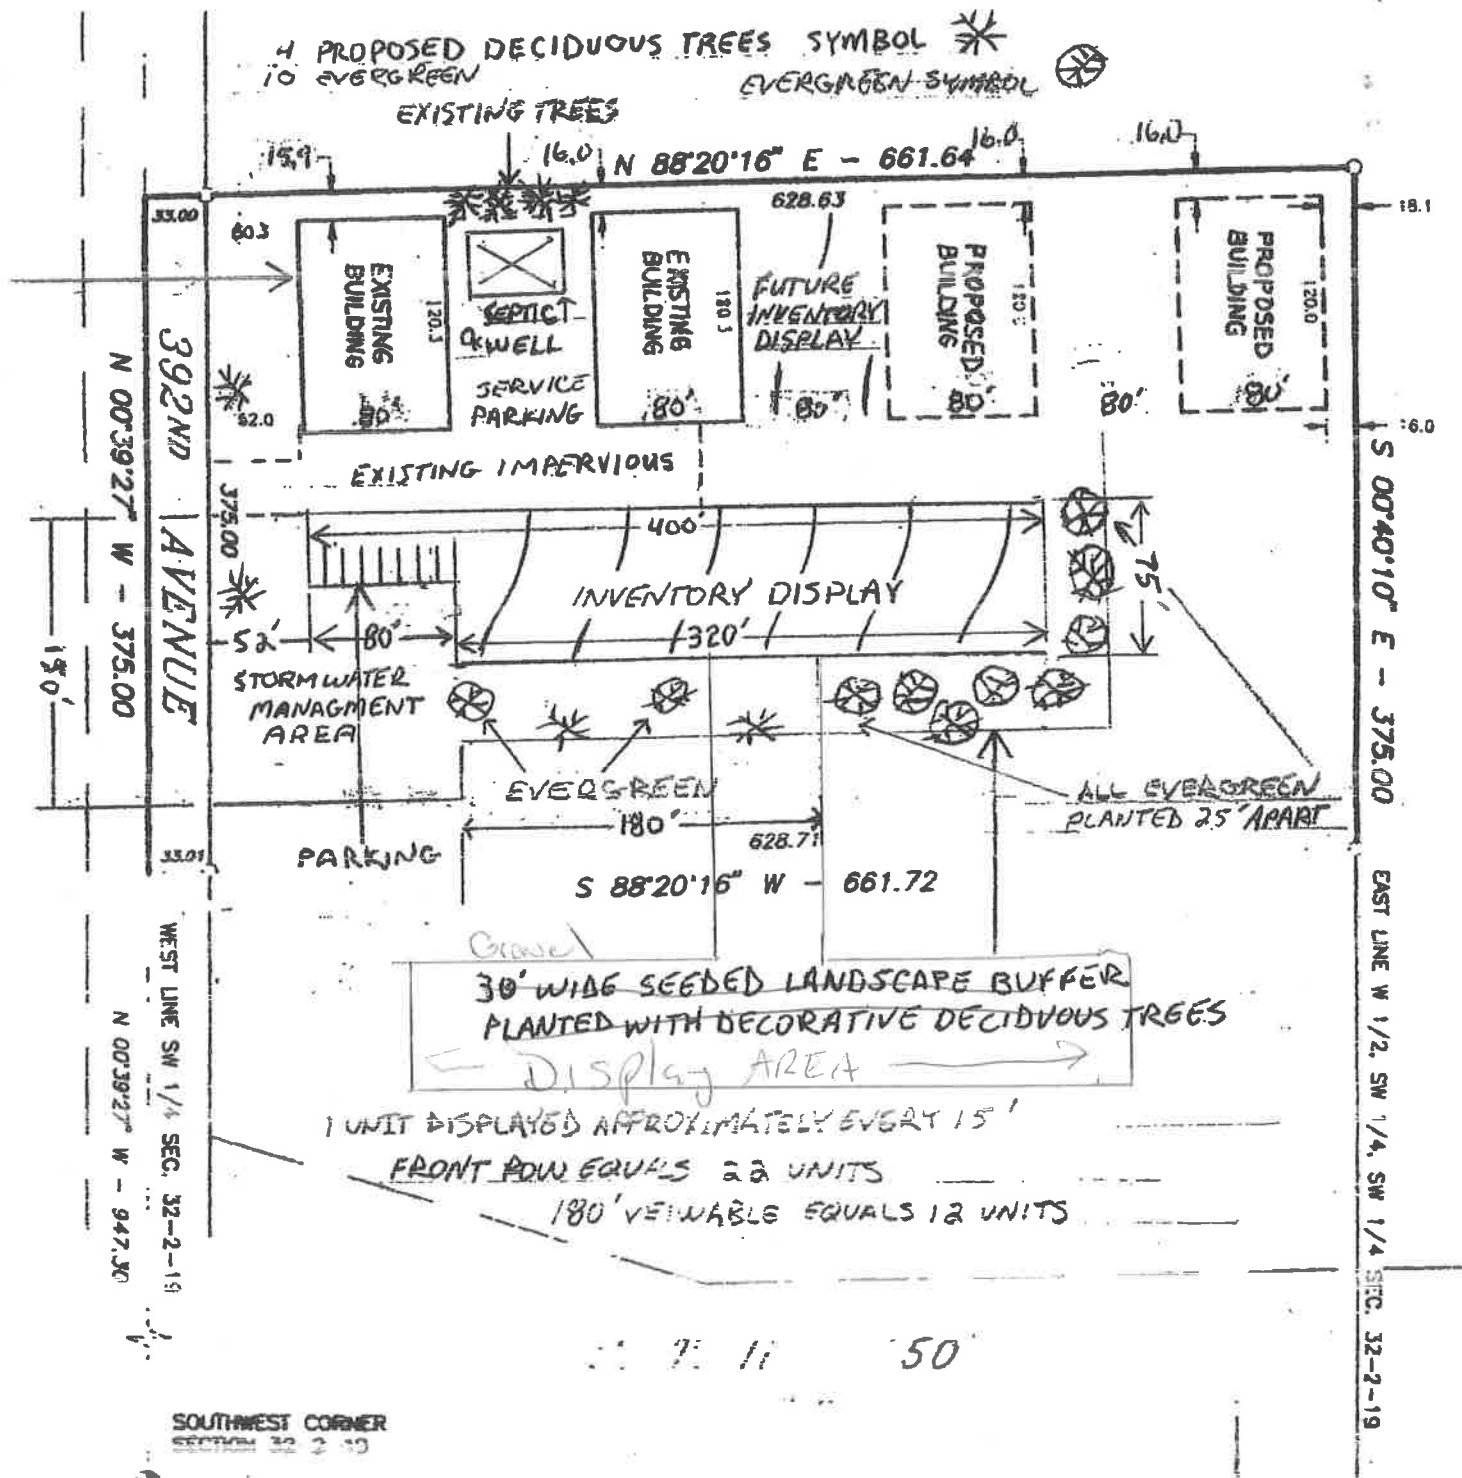 4 PROPOSED DECIDUOUS TREES SYMBOL
10 EVERGREEN
EVERGREEN SYMBOL
EXISTING TREES
15.9
16.0
N 88°20'16" E - 661.64
16.0
16.0
33.00
60.3
628.63
18.1
EXISTING
BUILDING
120.3
80'
SEPTIC
& WELL
SERVICE
PARKING
EXISTING
BUILDING
80'
FUTURE
INVENTORY
DISPLAY
80'
PROPOSED
BUILDING
80'
80'
PROPOSED
BUILDING
120.0
80'
16.0
62.0
392ND AVENUE
N 00°39'27" W - 375.00
375.00
S 00°40'10" E - 375.00
EXISTING IMPERVIOUS
400'
INVENTORY DISPLAY
75'
52'
80'
320'
STORMWATER
MANAGMENT
AREA
EVERGREEN
180'
628.71
ALL EVERGREEN
PLANTED 25' APART
33.01
PARKING
S 88°20'16" W - 661.72
Gravel
30' WIDE SEEDED LANDSCAPE BUFFER
PLANTED WITH DECORATIVE DECIDUOUS TREES
Display AREA
1 UNIT DISPLAYED APPROXIMATELY EVERY 15'
FRONT ROW EQUALS 22 UNITS
180' VEIWABLE EQUALS 12 UNITS
WEST LINE SW 1/4 SEC. 32-2-19
N 00°39'27" W - 947.30
EAST LINE W 1/2, SW 1/4, SW 1/4 SEC. 32-2-19
50'
SOUTHWEST CORNER
SECTION 32 2 19